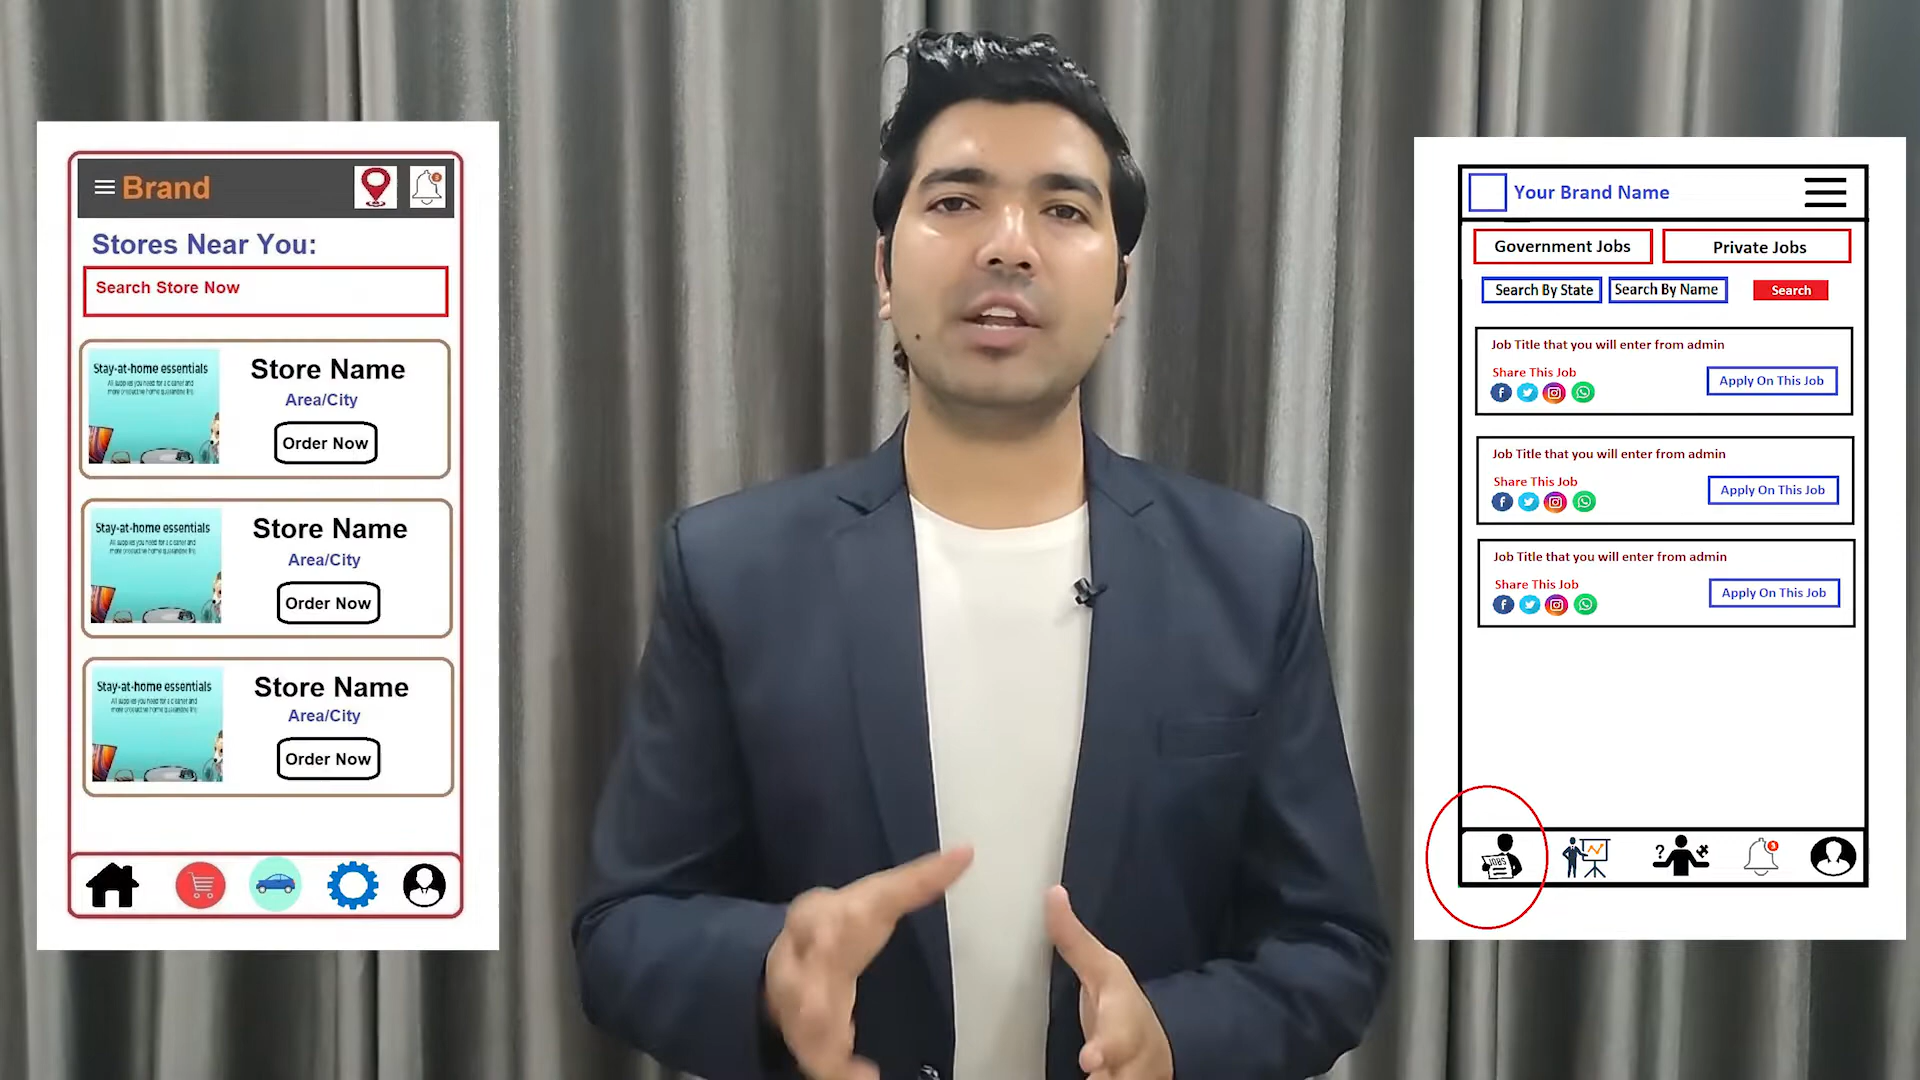 Brand
3
Stores Near You:
Search Store Now
Stay-at-home essentials
Store Name
Area/City
Order Now
Stay-at-home essentials
Store Name
Area/City
Order Now
Stay-at-home essentials
Store Name
Area/City
Order Now
Your Brand Name
Government Jobs
Private Jobs
Search By State
Search By Name
Search
Job Title that you will enter from admin
Share This Job
Apply On This Job
Job Title that you will enter from admin
Share This Job
Apply On This Job
Job Title that you will enter from admin
Share This Job
Apply On This Job
JOBS
?
3